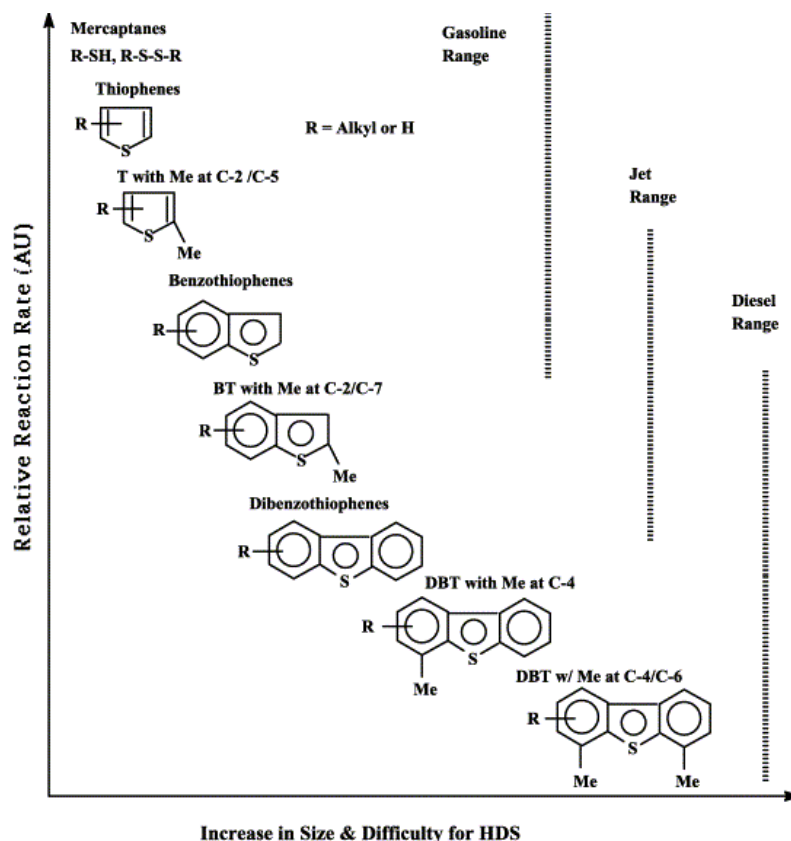 Mercaptanes
R-SH, R-S-S-R
Gasoline
Range
Thiophenes
R
S
R = Alkyl or H
T with Me at C-2 /C-5
R
S
Me
Jet
Range
Benzothiophenes
R
S
Diesel
Range
BT with Me at C-2/C-7
R
S
Me
Dibenzothiophenes
R
S
DBT with Me at C-4
R
S
Me
DBT w/ Me at C-4/C-6
R
S
Me Me
Relative Reaction Rate (AU)
Increase in Size & Difficulty for HDS